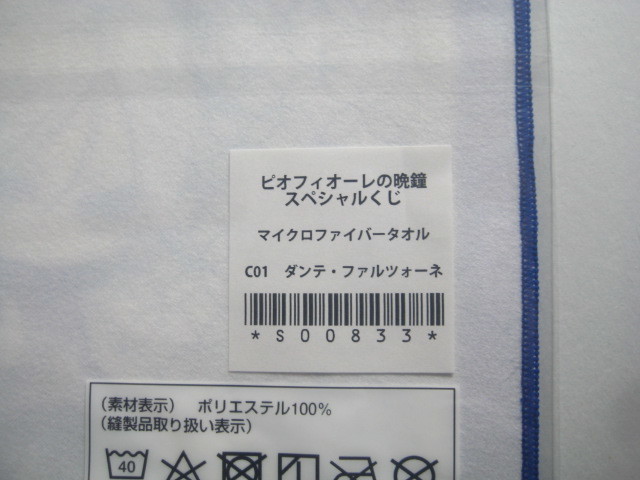 ピオフィオーレの晩鐘
スペシャルくじ
マイクロファイバータオル
C01 ダンテ・ファルツォーネ
*S00833*
(素材表示) ポリエステル100%
(縫製品取り扱い表示)
40